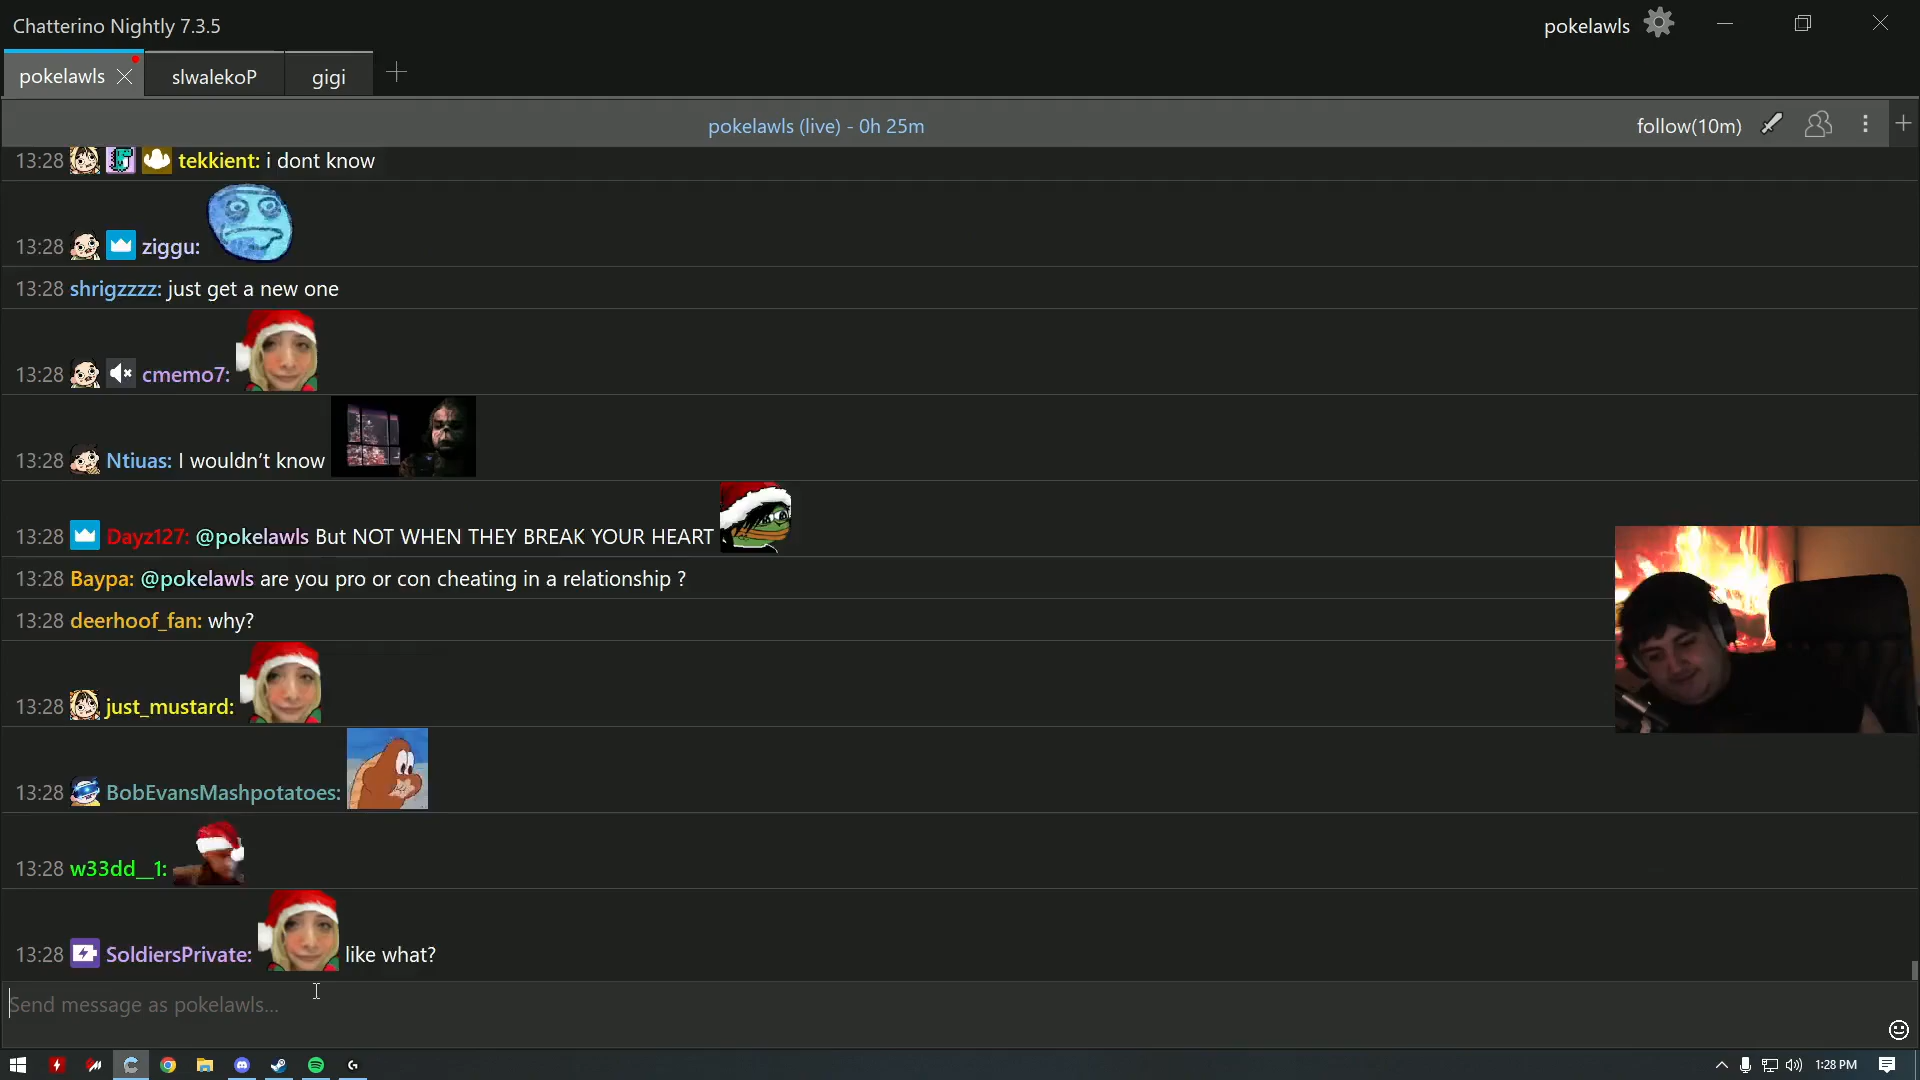 Chatterino Nightly 7.3.5
pokelawls
pokelawls
slwalekoP
gigi
pokelawls (live) - 0h 25m
follow(10m)
13:28 tekkient: i dont know
13:28 ziggu:
13:28 shrigzzzz: just get a new one
13:28 cmemo7:
13:28 Ntiuas: I wouldn't know
13:28 Dayz127: @pokelawls But NOT WHEN THEY BREAK YOUR HEART
13:28 Baypa: @pokelawls are you pro or con cheating in a relationship ?
13:28 deerhoof_fan: why?
13:28 just_mustard:
13:28 BobEvansMashpotatoes:
13:28 w33dd__1:
13:28 SoldiersPrivate: like what?
Send message as pokelawls...
1:28 PM